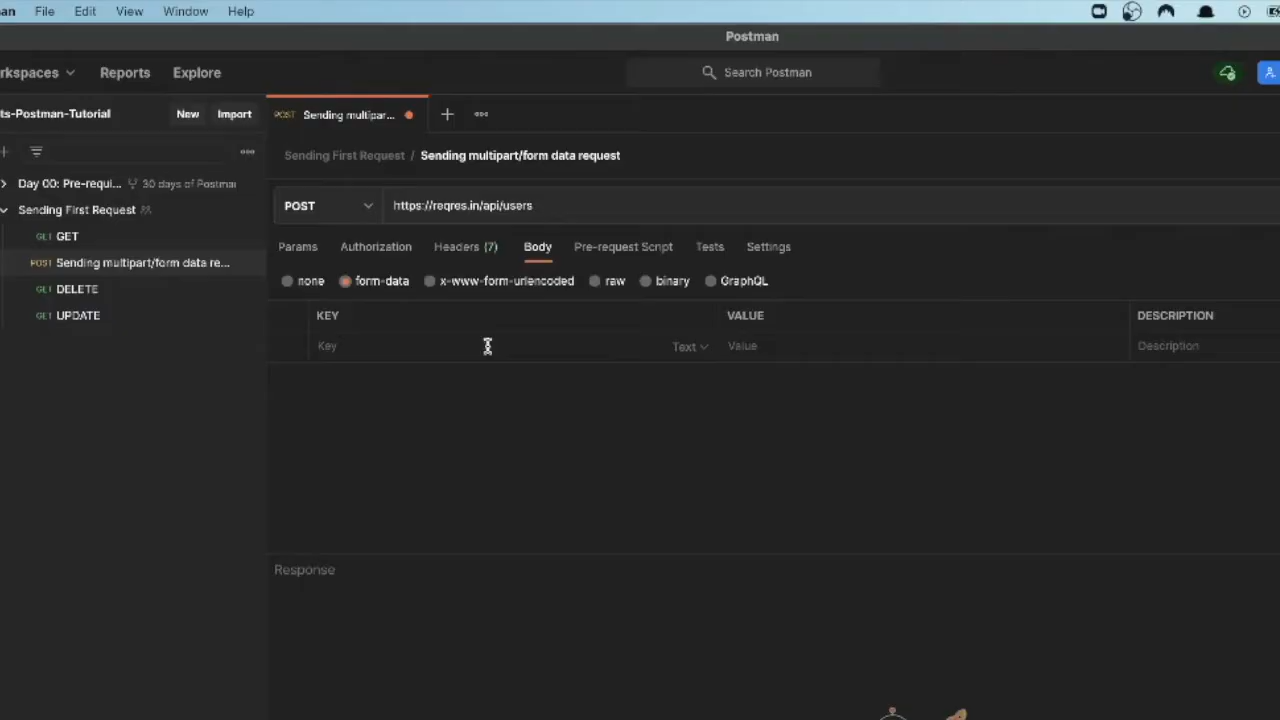 an File Edit View Window Help
Postman
rkspaces Reports Explore Search Postman
ts-Postman-Tutorial New Import
POST Sending multipar...
Sending First Request / Sending multipart/form data request
Day 00: Pre-requi... 30 days of Postmar
Sending First Request
GET GET
POST Sending multipart/form data re...
GET DELETE
GET UPDATE
POST https://reqres.in/api/users
Params Authorization Headers (7) Body Pre-request Script Tests Settings
none form-data x-www-form-urlencoded raw binary GraphQL
KEY VALUE DESCRIPTION
Key Text Value Description
Response